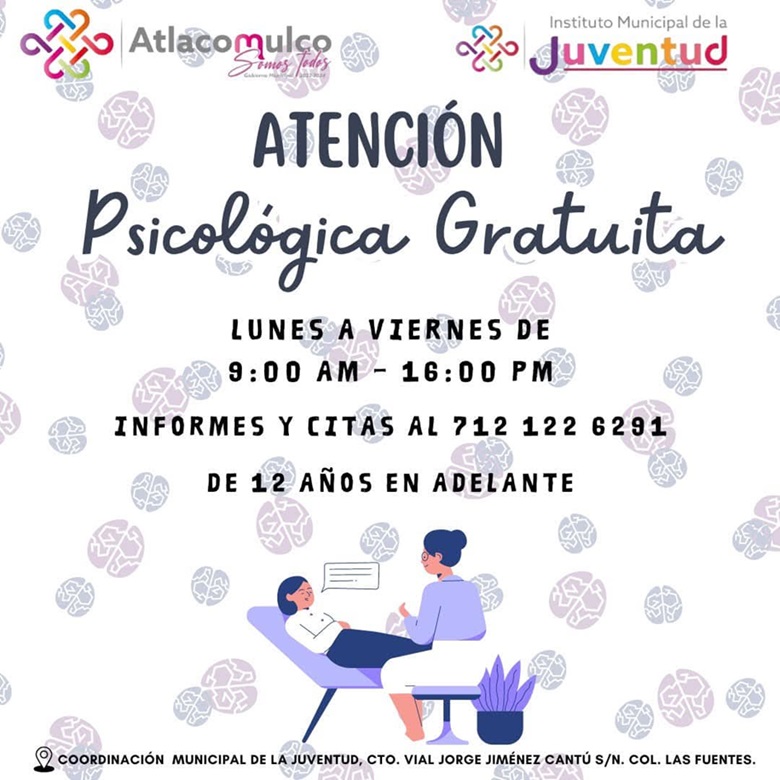 Atlacomulco
Somos Todos
Instituto Municipal de la
Juventud
ATENCIÓN
Psicológica Gratuita
LUNES A VIERNES DE
9:00 AM - 16:00 PM
INFORMES Y CITAS AL 712 122 6291
DE 12 AÑOS EN ADELANTE
COORDINACIÓN MUNICIPAL DE LA JUVENTUD, CTO. VIAL JORGE JIMÉNEZ CANTÚ S/N. COL. LAS FUENTES.